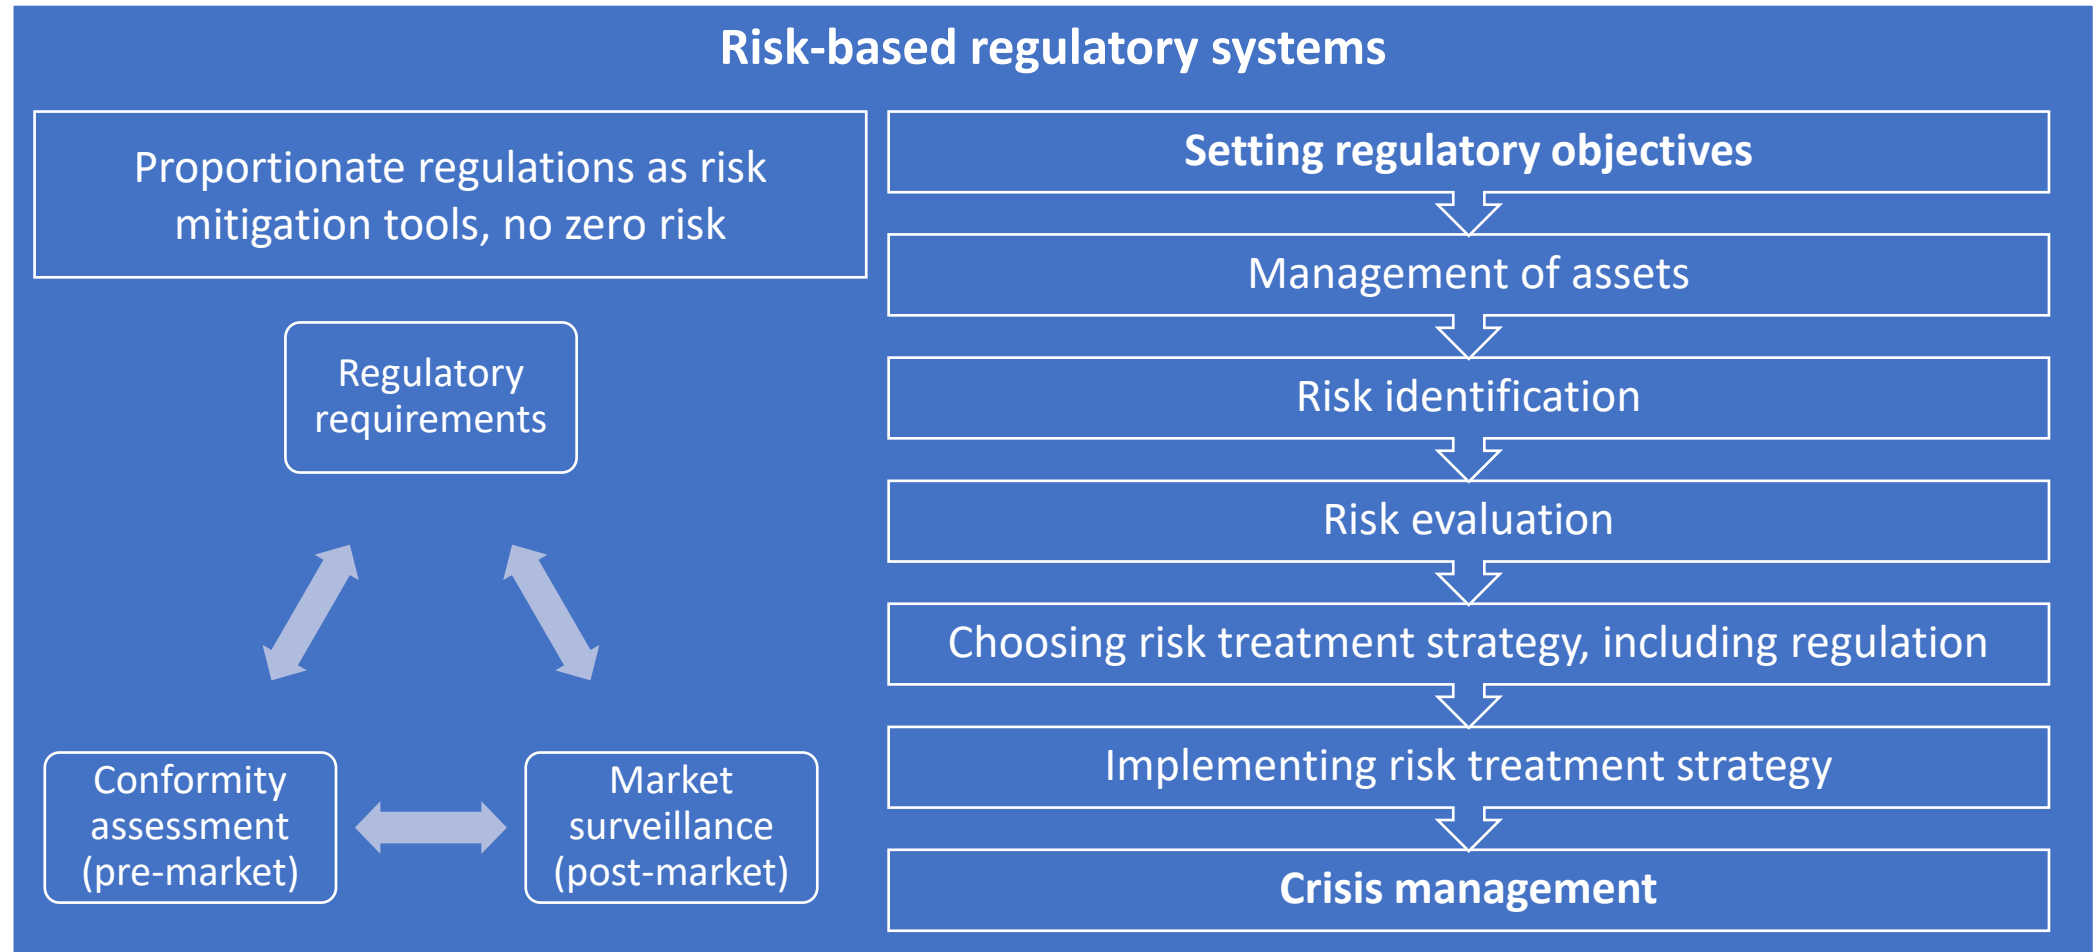 Risk-based regulatory systems
Proportionate regulations as risk
mitigation tools, no zero risk
Regulatory
requirements
Conformity
assessment
(pre-market)
Market
surveillance
(post-market)
Setting regulatory objectives
Management of assets
Risk identification
Risk evaluation
Choosing risk treatment strategy, including regulation
Implementing risk treatment strategy
Crisis management